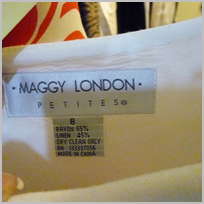 · MAGGY LONDON ·
PETITES®
8
RAYON 55%
LINEN 45%
DRY CLEAN ONLY
MADE IN CHINA